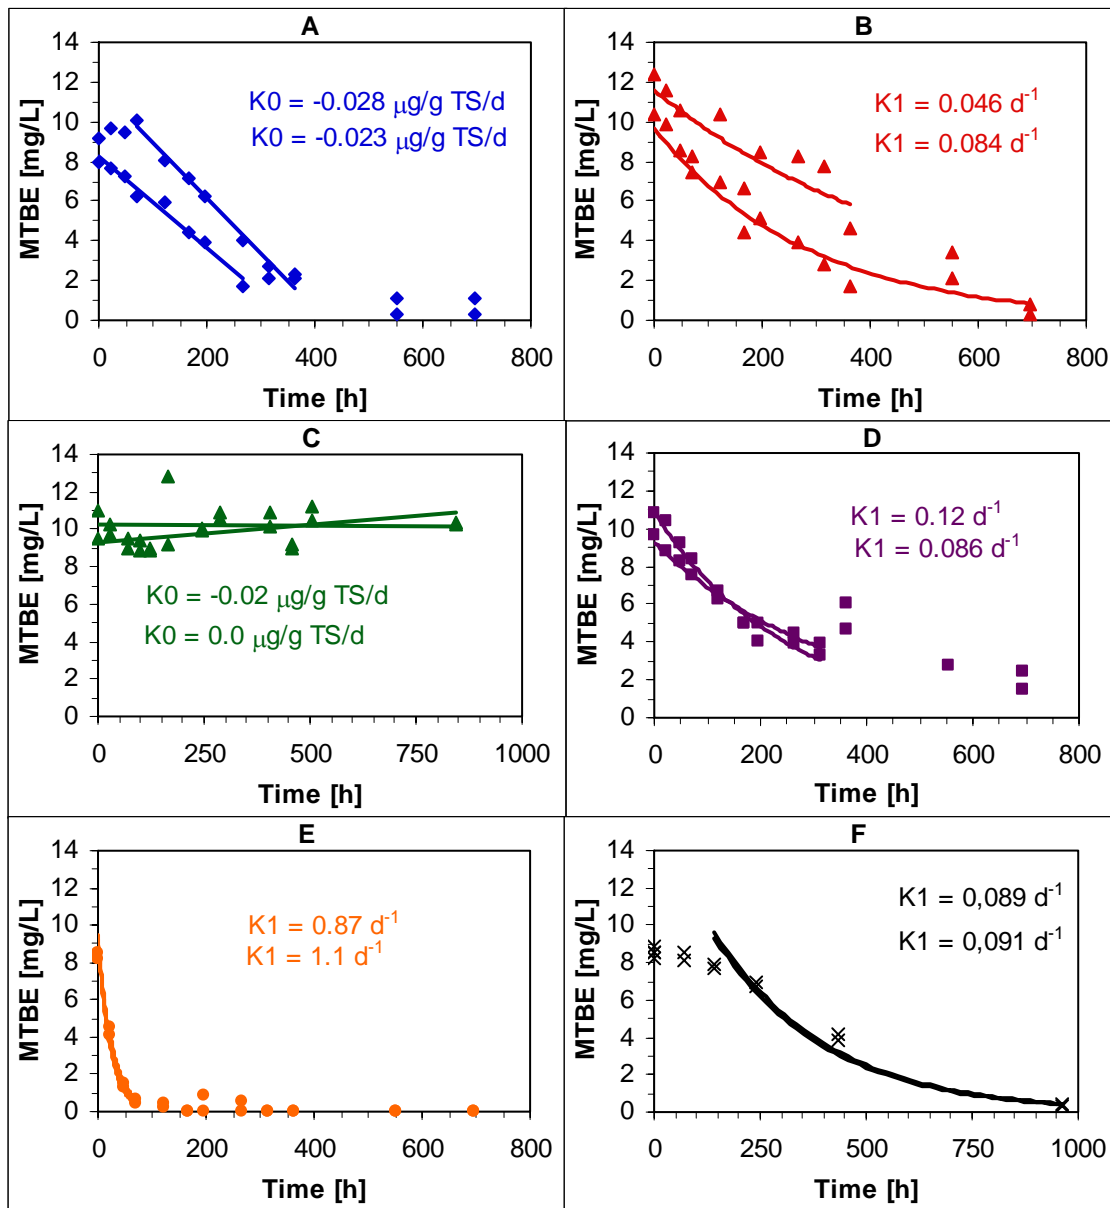 A
MTBE [mg/L]
14
12
10
8
6
4
2
0
K0 = -0.028 μg/g TS/d
K0 = -0.023 μg/g TS/d
0 200 400 600 800
Time [h]
B
MTBE [mg/L]
14
12
10
8
6
4
2
0
K1 = 0.046 d⁻¹
K1 = 0.084 d⁻¹
0 200 400 600 800
Time [h]
C
MTBE [mg/L]
14
12
10
8
6
4
2
0
K0 = -0.02 μg/g TS/d
K0 = 0.0 μg/g TS/d
0 250 500 750 1000
Time [h]
D
MTBE [mg/L]
14
12
10
8
6
4
2
0
K1 = 0.12 d⁻¹
K1 = 0.086 d⁻¹
0 200 400 600 800
Time [h]
E
MTBE [mg/L]
14
12
10
8
6
4
2
0
K1 = 0.87 d⁻¹
K1 = 1.1 d⁻¹
0 200 400 600 800
Time [h]
F
MTBE [mg/L]
14
12
10
8
6
4
2
0
K1 = 0,089 d⁻¹
K1 = 0,091 d⁻¹
0 250 500 750 1000
Time [h]